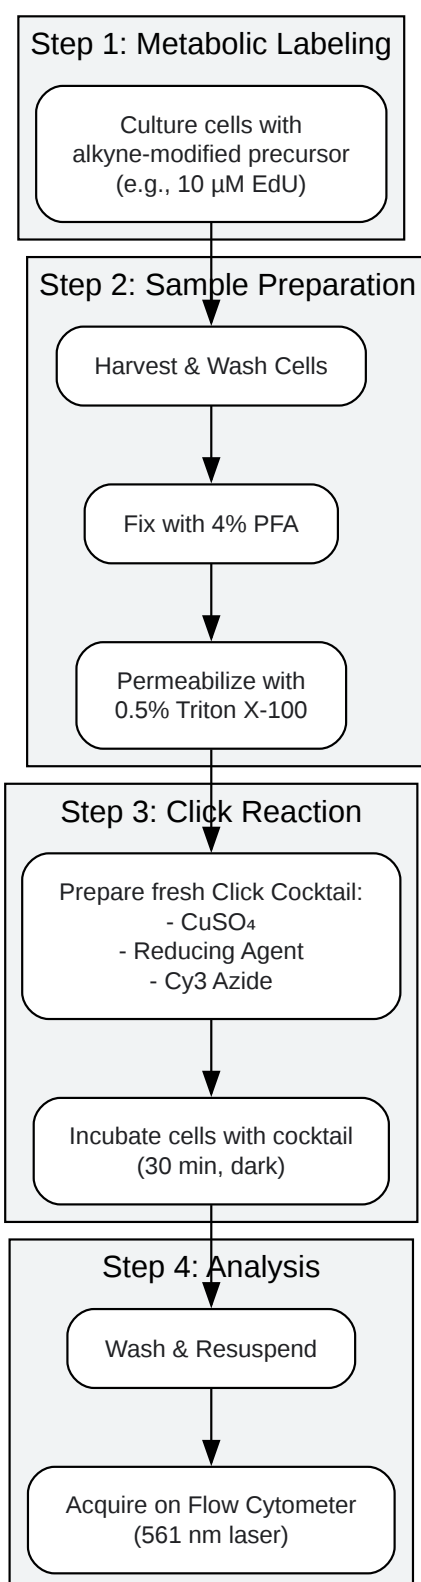 Step 1: Metabolic Labeling
Culture cells with
alkyne-modified precursor
(e.g., 10 µM EdU)
Step 2: Sample Preparation
Harvest & Wash Cells
Fix with 4% PFA
Permeabilize with
0.5% Triton X-100
Step 3: Click Reaction
Prepare fresh Click Cocktail:
- CuSO₄
- Reducing Agent
- Cy3 Azide
Incubate cells with cocktail
(30 min, dark)
Step 4: Analysis
Wash & Resuspend
Acquire on Flow Cytometer
(561 nm laser)